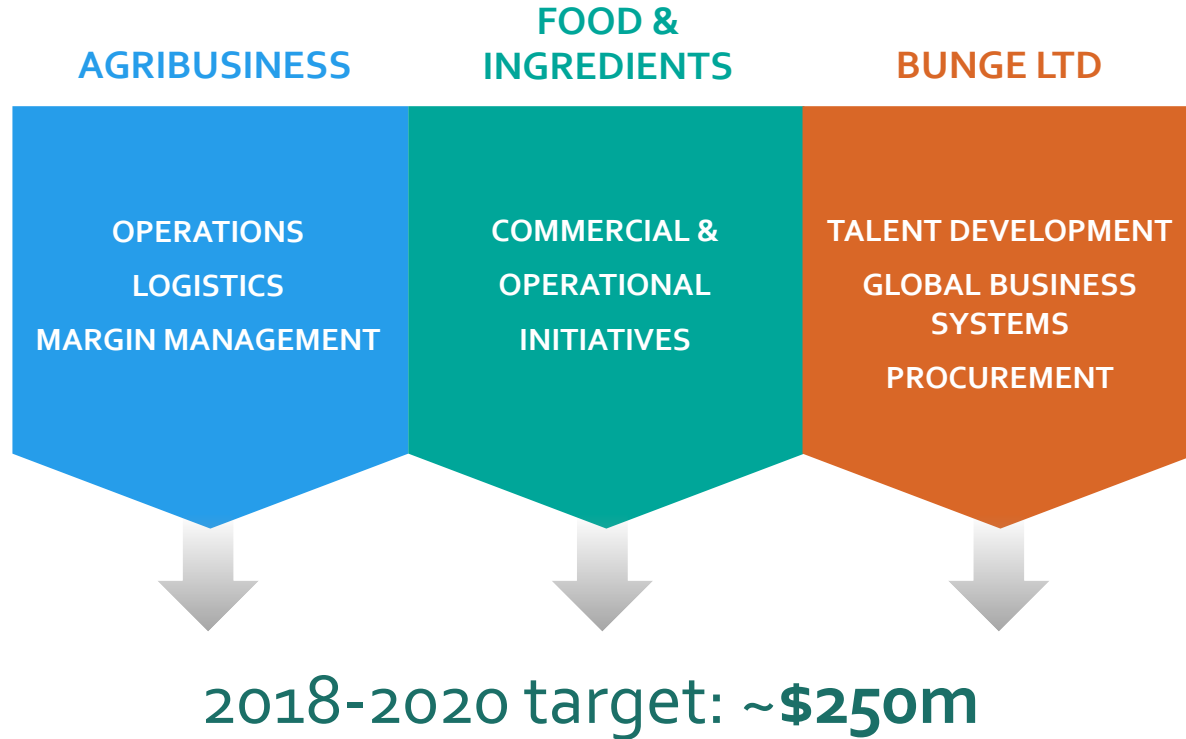 AGRIBUSINESS
OPERATIONS
LOGISTICS
MARGIN MANAGEMENT
FOOD &
INGREDIENTS
COMMERCIAL &
OPERATIONAL
INITIATIVES
BUNGE LTD
TALENT DEVELOPMENT
GLOBAL BUSINESS
SYSTEMS
PROCUREMENT
2018-2020 target: ~$250m